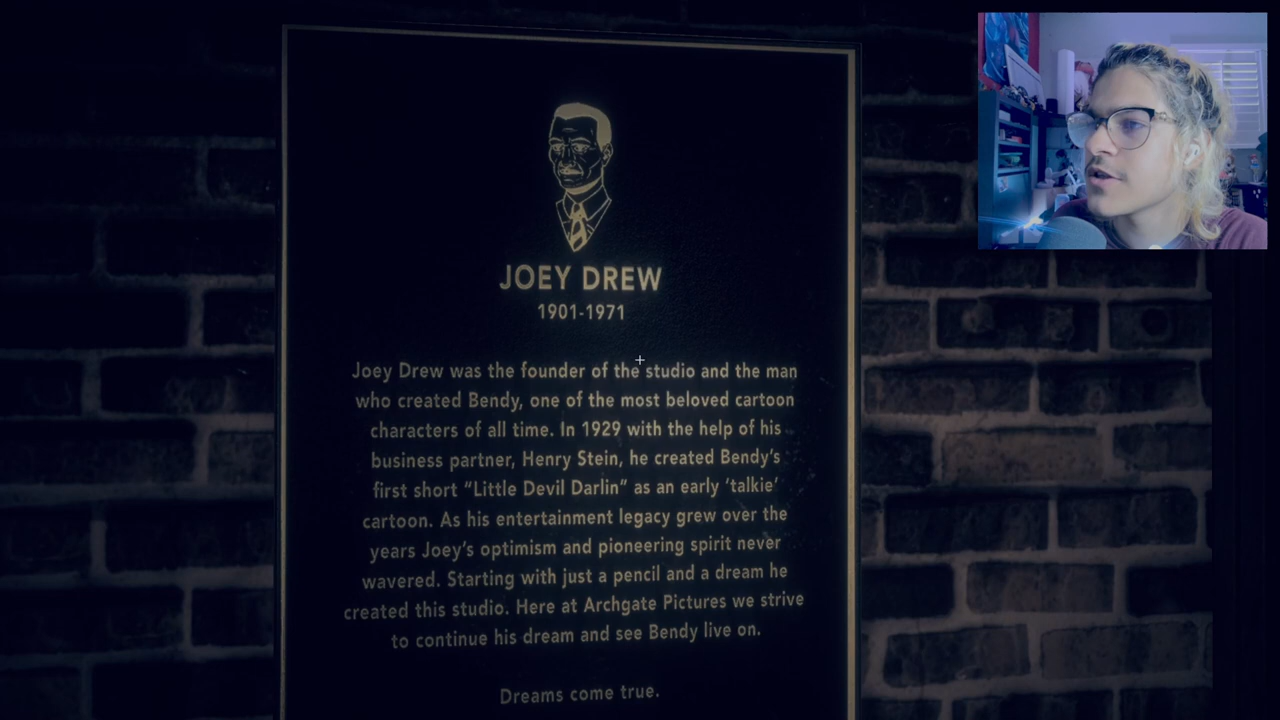 JOEY DREW
1901-1971
Joey Drew was the founder of the studio and the man
who created Bendy, one of the most beloved cartoon
characters of all time. In 1929 with the help of his
business partner, Henry Stein, he created Bendy's
first short “Little Devil Darlin” as an early ‘talkie’
cartoon. As his entertainment legacy grew over the
years Joey's optimism and pioneering spirit never
wavered. Starting with just a pencil and a dream he
created this studio. Here at Archgate Pictures we strive
to continue his dream and see Bendy live on.
Dreams come true.